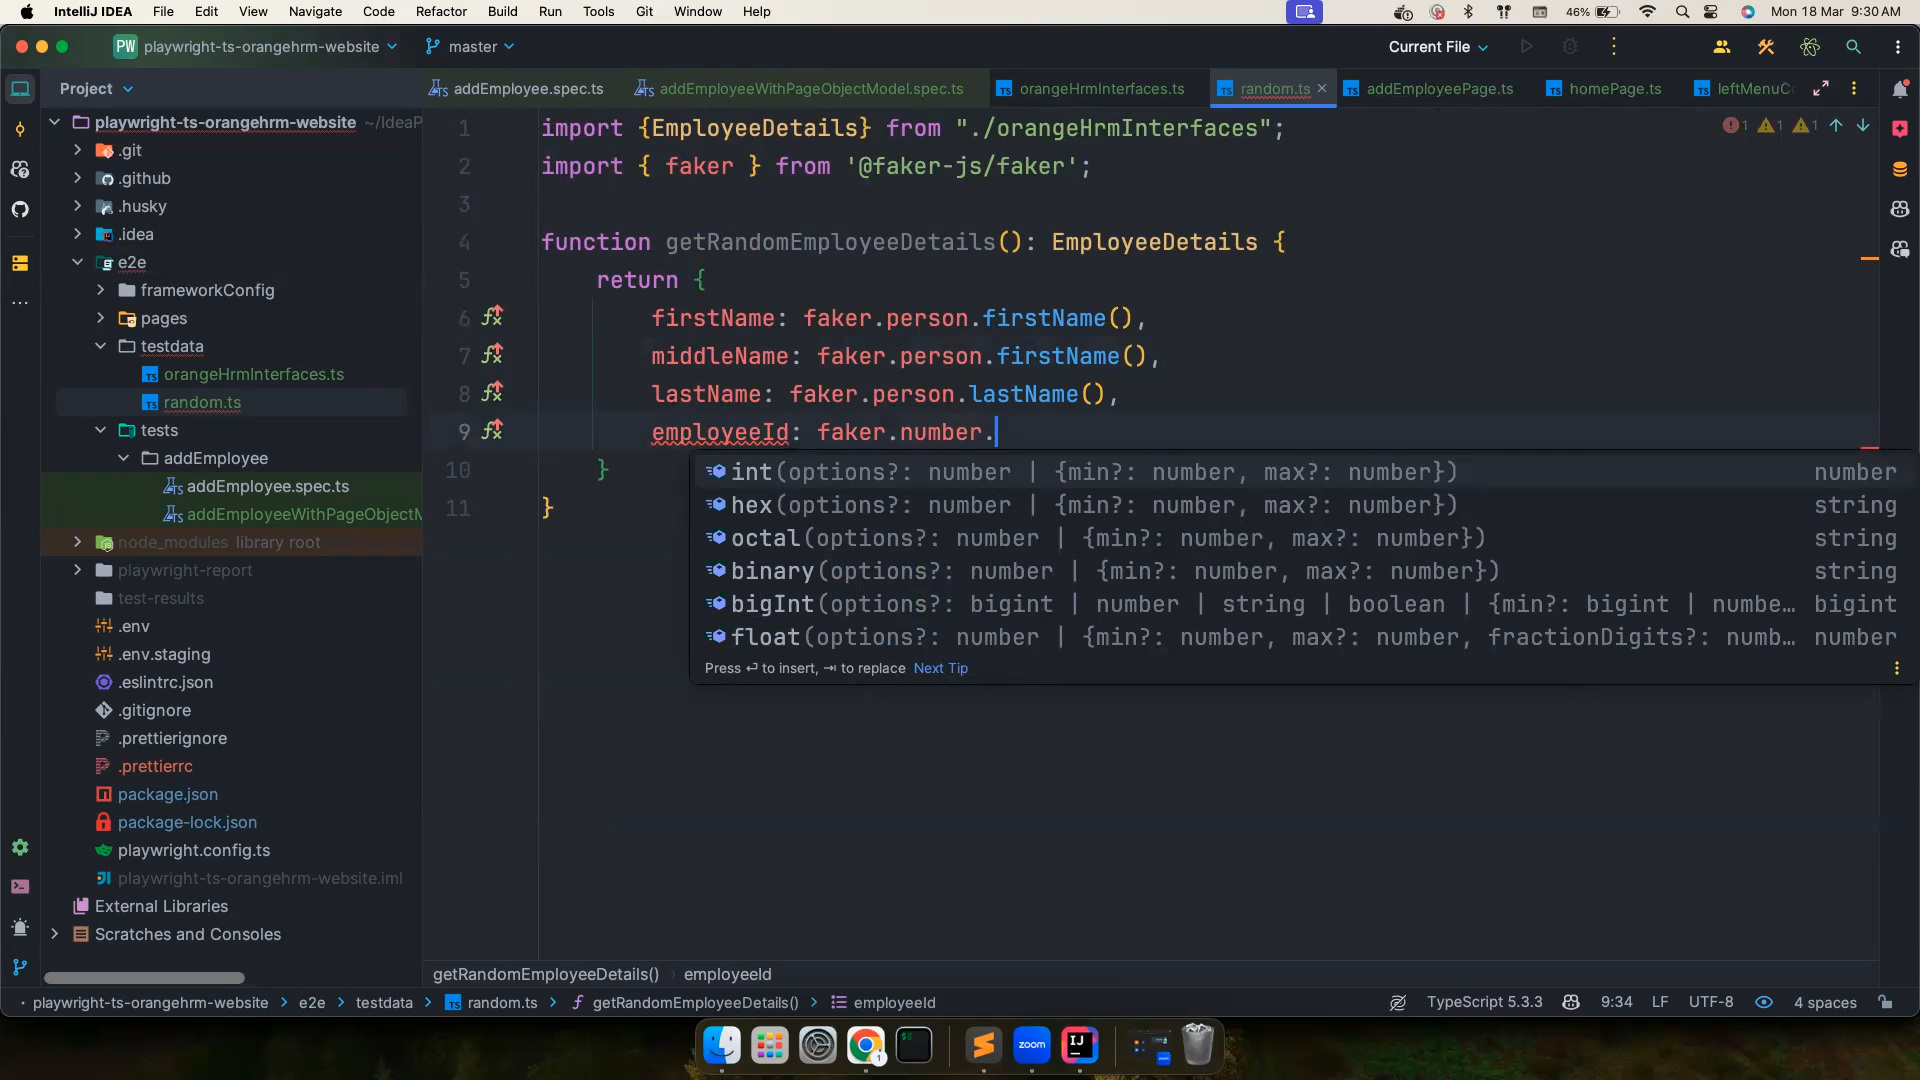 IntelliJ IDEA File Edit View Navigate Code Refactor Build Run Tools Git Window Help 46% Mon 18 Mar 9:30 AM
PW playwright-ts-orangehrm-website master Current File
Project
addEmployee.spec.ts addEmployeeWithPageObjectModel.spec.ts orangeHrmInterfaces.ts random.ts addEmployeePage.ts homePage.ts leftMenuC
playwright-ts-orangehrm-website ~/IdeaP
.git
.github
.husky
.idea
e2e
frameworkConfig
pages
testdata
orangeHrmInterfaces.ts
random.ts
tests
addEmployee
addEmployee.spec.ts
addEmployeeWithPageObjectM
node_modules library root
playwright-report
test-results
.env
.env.staging
.eslintrc.json
.gitignore
.prettierignore
.prettierrc
package.json
package-lock.json
playwright.config.ts
playwright-ts-orangehrm-website.iml
External Libraries
Scratches and Consoles
1 import {EmployeeDetails} from "./orangeHrmInterfaces";
2 import { faker } from '@faker-js/faker';
3
4 function getRandomEmployeeDetails(): EmployeeDetails {
5 return {
6 firstName: faker.person.firstName(),
7 middleName: faker.person.firstName(),
8 lastName: faker.person.lastName(),
9 employeeId: faker.number.
10 }
11 }
1 1 1
int(options?: number | {min?: number, max?: number}) number
hex(options?: number | {min?: number, max?: number}) string
octal(options?: number | {min?: number, max?: number}) string
binary(options?: number | {min?: number, max?: number}) string
bigInt(options?: bigint | number | string | boolean | {min?: bigint | numbe… bigint
float(options?: number | {min?: number, max?: number, fractionDigits?: numb… number
Press ⏎ to insert, ⇥ to replace Next Tip
getRandomEmployeeDetails() employeeId
playwright-ts-orangehrm-website e2e testdata random.ts getRandomEmployeeDetails() employeeId TypeScript 5.3.3 9:34 LF UTF-8 4 spaces
zoom IJ